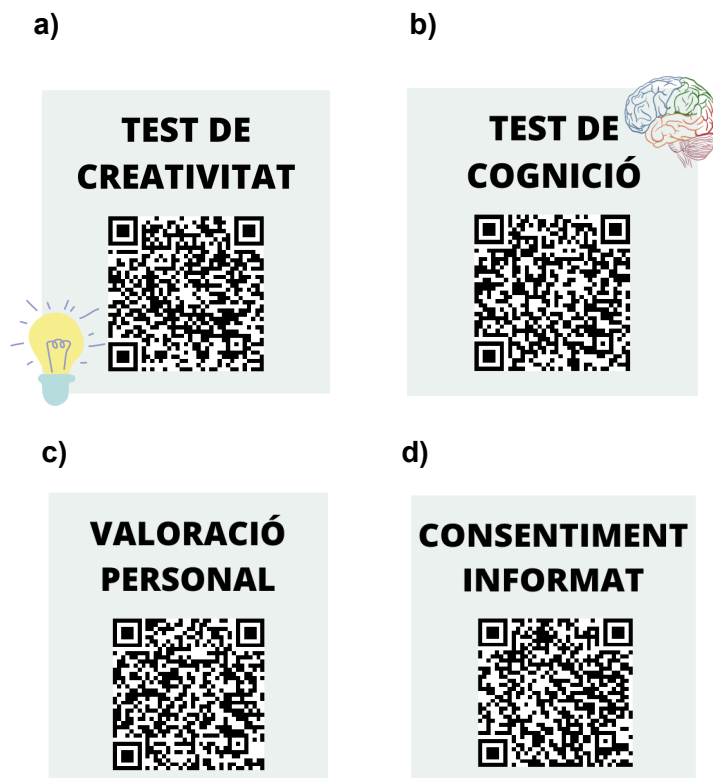 a)
b)
TEST DE
CREATIVITAT
TEST DE
COGNICIÓ
c)
d)
VALORACIÓ
PERSONAL
CONSENTIMENT
INFORMAT